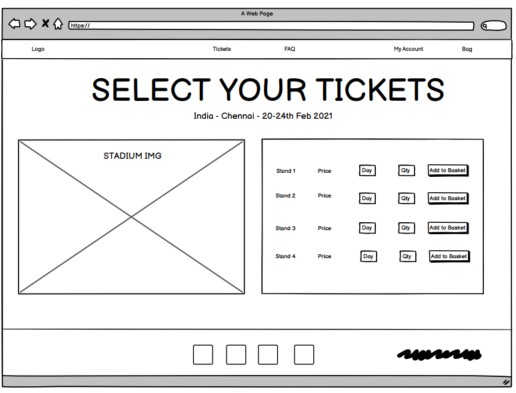 A Web Page
https://
Logo Tickets FAQ My Account Bag
SELECT YOUR TICKETS
India - Chennai - 20-24th Feb 2021
STADIUM IMG
Stand 1 Price Day Qty Add to Basket
Stand 2 Price Day Qty Add to Basket
Stand 3 Price Day Qty Add to Basket
Stand 4 Price Day Qty Add to Basket